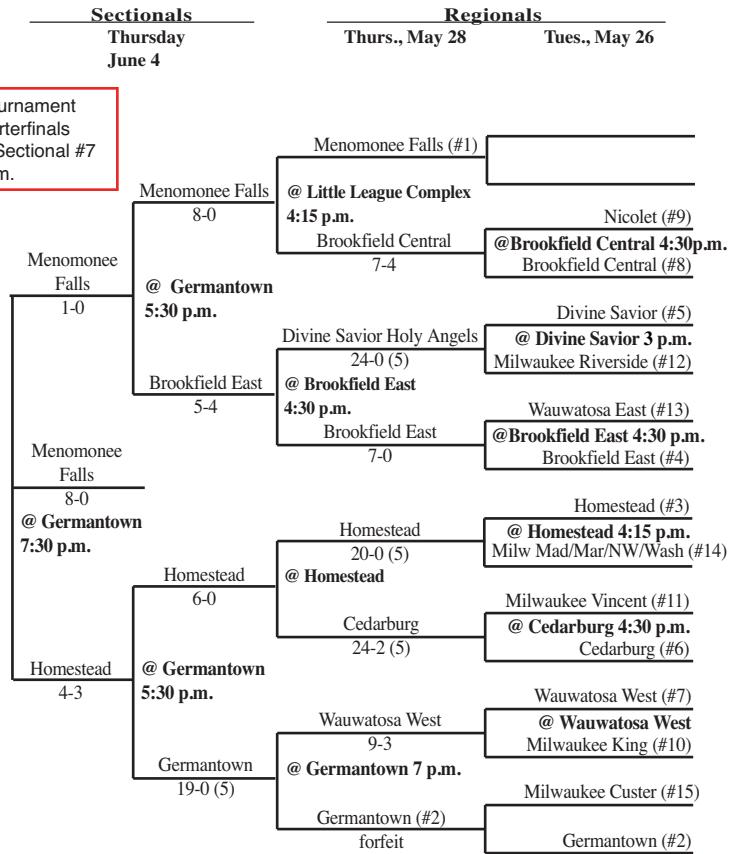 Sectionals
Thursday
June 4
Regionals
Thurs., May 28
Tues., May 26
urnament
rterfinals
Sectional #7
m.
Menomonee Falls (#1)
Menomonee Falls
8-0
@ Little League Complex
4:15 p.m.
Nicolet (#9)
Brookfield Central
7-4
@Brookfield Central 4:30p.m.
Brookfield Central (#8)
Menomonee
Falls
1-0
@ Germantown
5:30 p.m.
Divine Savior (#5)
Divine Savior Holy Angels
24-0 (5)
@ Divine Savior 3 p.m.
Milwaukee Riverside (#12)
Brookfield East
5-4
@ Brookfield East
4:30 p.m.
Wauwatosa East (#13)
Brookfield East
7-0
@Brookfield East 4:30 p.m.
Brookfield East (#4)
Menomonee
Falls
8-0
@ Germantown
7:30 p.m.
Homestead (#3)
Homestead
20-0 (5)
@ Homestead 4:15 p.m.
Milw Mad/Mar/NW/Wash (#14)
Homestead
6-0
@ Homestead
Milwaukee Vincent (#11)
Cedarburg
24-2 (5)
@ Cedarburg 4:30 p.m.
Cedarburg (#6)
Homestead
4-3
@ Germantown
5:30 p.m.
Wauwatosa West (#7)
Wauwatosa West
9-3
@ Wauwatosa West
Milwaukee King (#10)
Germantown
19-0 (5)
@ Germantown 7 p.m.
Milwaukee Custer (#15)
Germantown (#2)
forfeit
Germantown (#2)